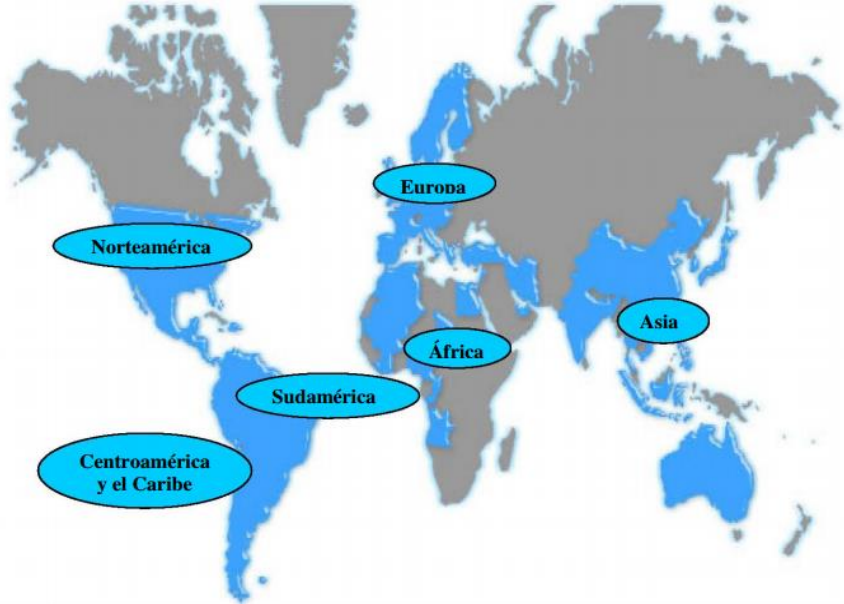 Europa
Norteamérica
Asia
África
Sudamérica
Centroamérica
y el Caribe